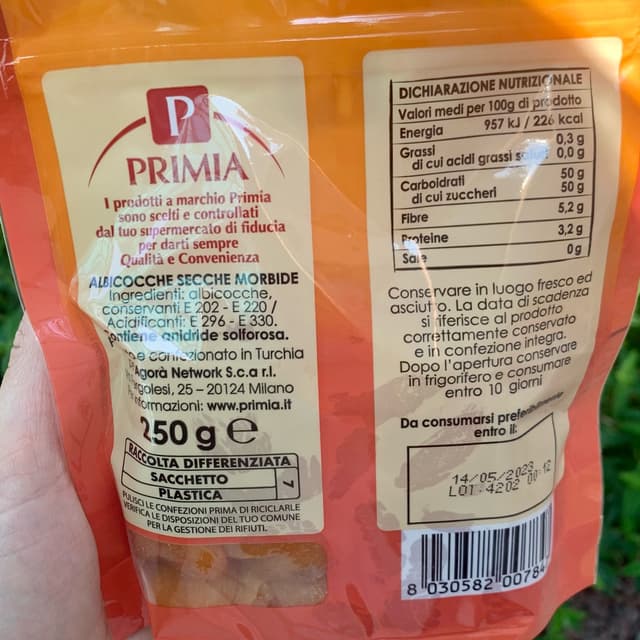 P
PRIMIA
I prodotti a marchio Primia
sono scelti e controllati
dal tuo supermercato di fiducia
per darti sempre
Qualità e Convenienza
ALBICOCCHE SECCHE MORBIDE
Ingredienti: albicocche,
conservanti E 202 - E 220 /
Acidificanti: E 296 - E 330.
contiene anidride solforosa.
e confezionato in Turchia
Agorà Network S.c.a r.l.
25 - 20124 Milano
informazioni: www.primia.it
250 g e
RACCOLTA DIFFERENZIATA
SACCHETTO
PLASTICA
7
PULISCI LE CONFEZIONI PRIMA DI RICICLARLE
VERIFICA LE DISPOSIZIONI DEL TUO COMUNE
PER LA GESTIONE DEI RIFIUTI.
DICHIARAZIONE NUTRIZIONALE
Valori medi per 100g di prodotto
Energia 957 kJ / 226 kcal
Grassi 0,3 g
di cui acidi grassi saturi 0,0 g
Carboidrati 50 g
di cui zuccheri 50 g
Fibre 5,2 g
Proteine 3,2 g
Sale 0g
Conservare in luogo fresco ed
asciutto. La data di scadenza
si riferisce al prodotto
correttamente conservato
e in confezione integra.
Dopo l'apertura conservare
in frigorifero e consumare
entro 10 giorni
Da consumarsi preferibilmente
entro il:
14/05/2023
LOT.4202 00:12
8 030582 00784